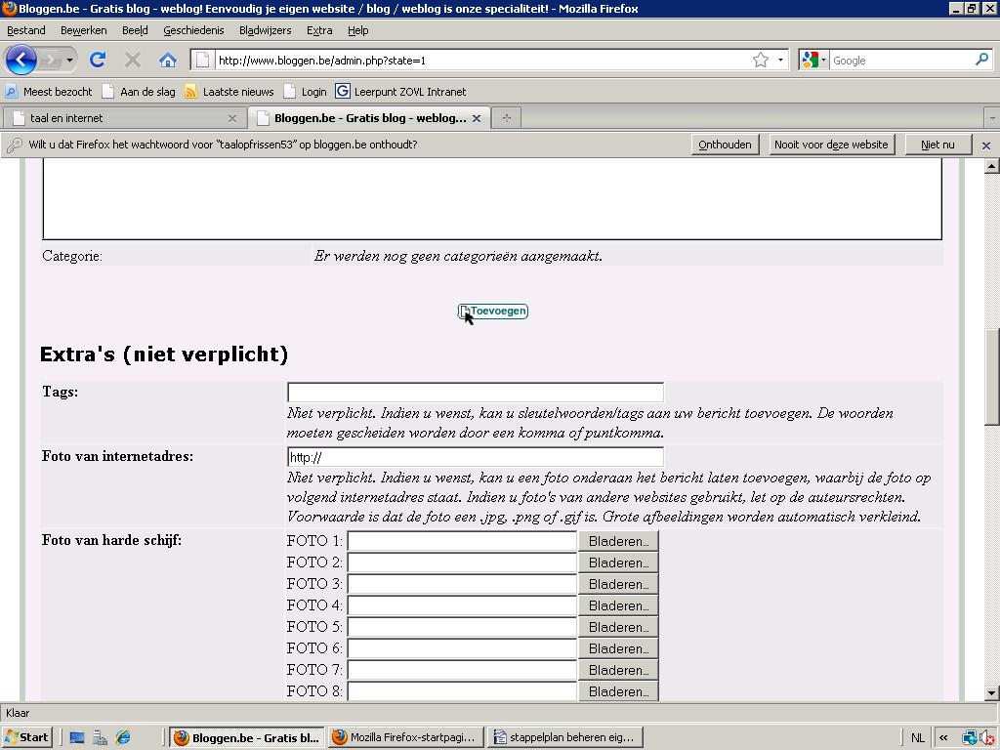 Bloggen.be - Gratis blog - weblog! Eenvoudig je eigen website / blog / weblog is onze specialiteit! - Mozilla Firefox
Bestand Bewerken Beeld Geschiedenis Bladwijzers Extra Help
http://www.bloggen.be/admin.php?state=1
Google
Meest bezocht Aan de slag Laatste nieuws Login Leerpunt ZOVL Intranet
taal en internet
Bloggen.be - Gratis blog - weblog...
Wilt u dat Firefox het wachtwoord voor "taalopfrissen53" op bloggen.be onthoudt? Onthouden Nooit voor deze website Niet nu
Categorie: Er werden nog geen categorieën aangemaakt.
Toevoegen
Extra's (niet verplicht)
Tags:
Niet verplicht. Indien u wenst, kan u sleutelwoorden/tags aan uw bericht toevoegen. De woorden
moeten gescheiden worden door een komma of puntkomma.
Foto van internetadres: http://
Niet verplicht. Indien u wenst, kan u een foto onderaan het bericht laten toevoegen, waarbij de foto op
volgend internetadres staat. Indien u foto's van andere websites gebruikt, let op de auteursrechten.
Voorwaarde is dat de foto een .jpg, .png of .gif is. Grote afbeeldingen worden automatisch verkleind.
Foto van harde schijf: FOTO 1: Bladeren...
FOTO 2: Bladeren...
FOTO 3: Bladeren...
FOTO 4: Bladeren...
FOTO 5: Bladeren...
FOTO 6: Bladeren...
FOTO 7: Bladeren...
FOTO 8: Bladeren...
Klaar
Start Bloggen.be - Gratis bl... Mozilla Firefox-startpagi... stappelplan beheren eig... NL «